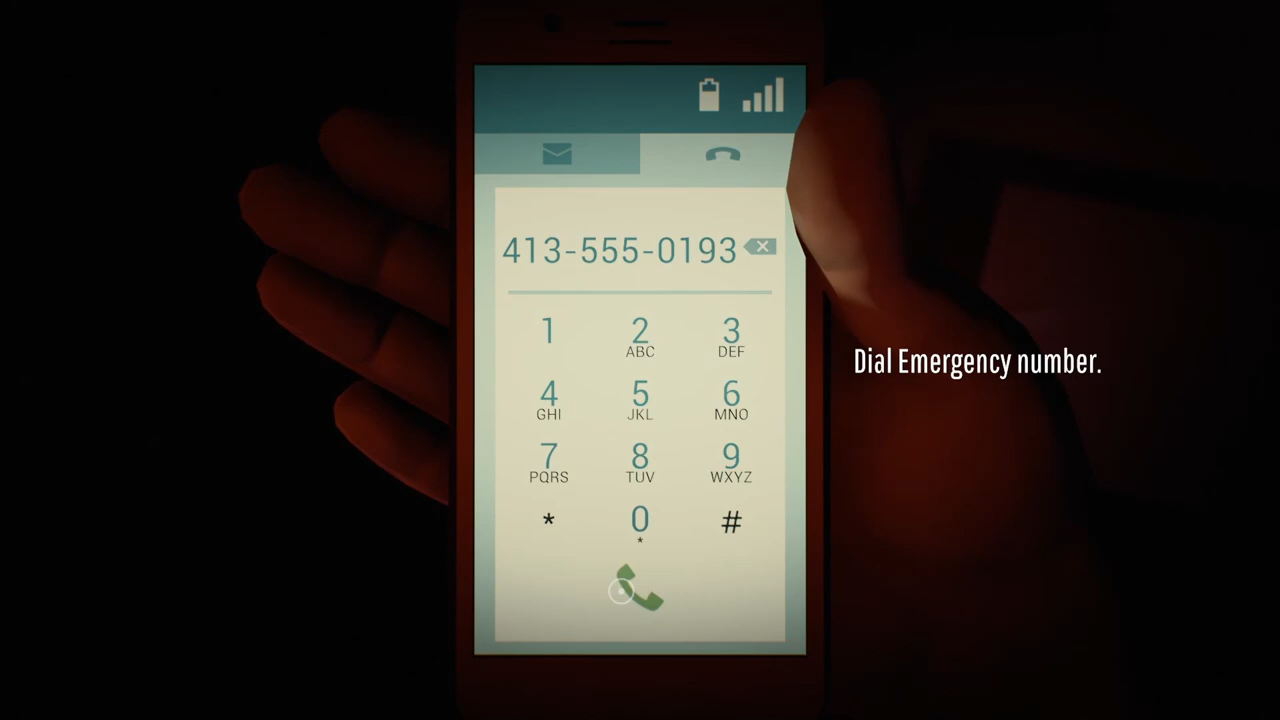 413-555-0193
1 2 3
ABC DEF
4 5 6
GHI JKL MNO
7 8 9
PQRS TUV WXYZ
* 0 #
*
Dial Emergency number.